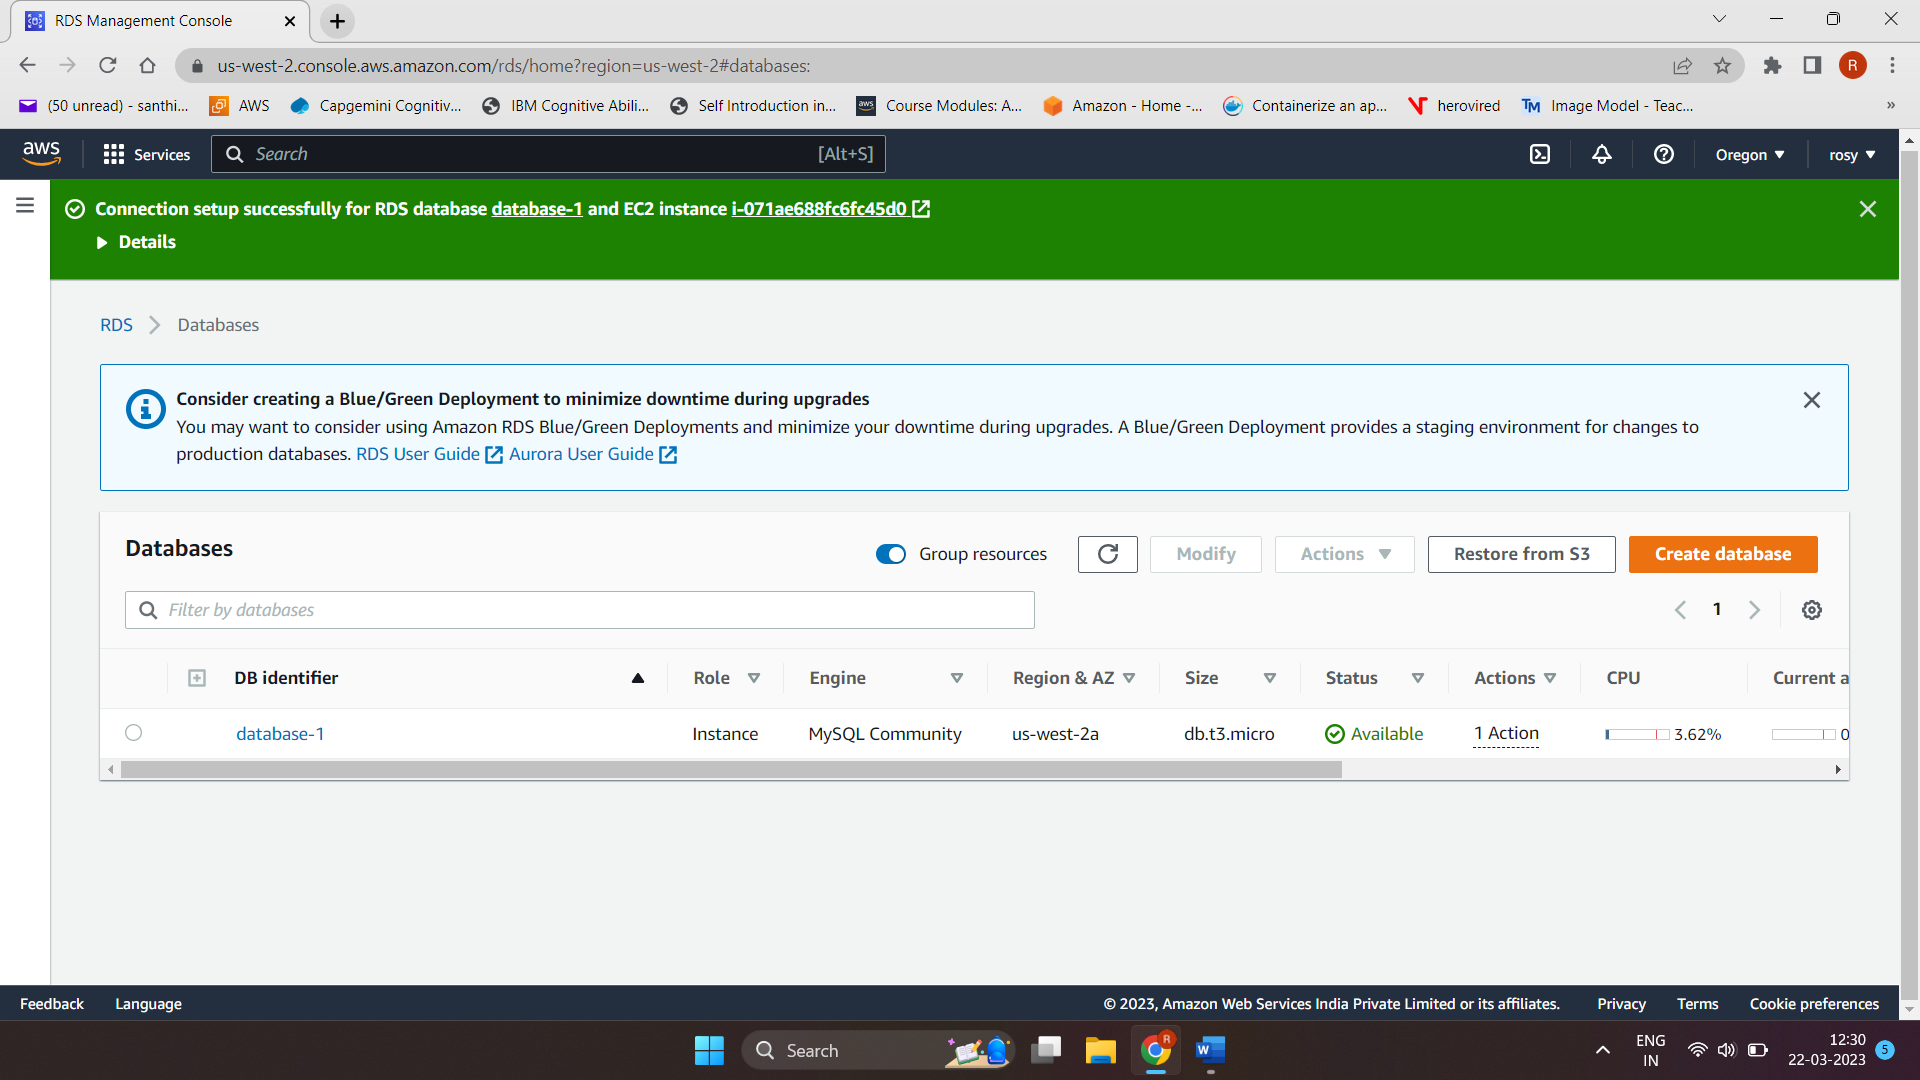 RDS Management Console
us-west-2.console.aws.amazon.com/rds/home?region=us-west-2#databases:
R
(50 unread) - santhi...
AWS
Capgemini Cognitiv...
IBM Cognitive Abili...
Self Introduction in...
aws
Course Modules: A...
Amazon - Home -...
Containerize an ap...
herovired
TM
Image Model - Teac...
»
aws
Services
Search
[Alt+S]
Oregon
rosy
Connection setup successfully for RDS database database-1 and EC2 instance i-071ae688fc6fc45d0
Details
RDS
Databases
Consider creating a Blue/Green Deployment to minimize downtime during upgrades
You may want to consider using Amazon RDS Blue/Green Deployments and minimize your downtime during upgrades. A Blue/Green Deployment provides a staging environment for changes to
production databases. RDS User Guide Aurora User Guide
Databases
Group resources
Modify
Actions
Restore from S3
Create database
Filter by databases
1
DB identifier
Role
Engine
Region & AZ
Size
Status
Actions
CPU
Current a
database-1
Instance
MySQL Community
us-west-2a
db.t3.micro
Available
1 Action
3.62%
0
Feedback
Language
© 2023, Amazon Web Services India Private Limited or its affiliates.
Privacy
Terms
Cookie preferences
Search
R
W
ENG
IN
12:30
22-03-2023
5